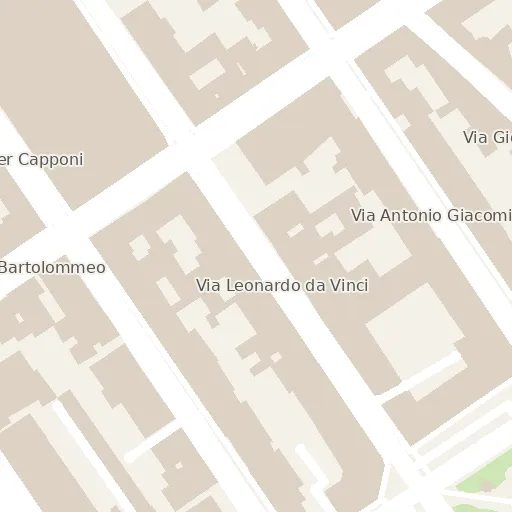 Via Gi
er Capponi
Via Antonio Giacomi
Bartolommeo
Via Leonardo da Vinci